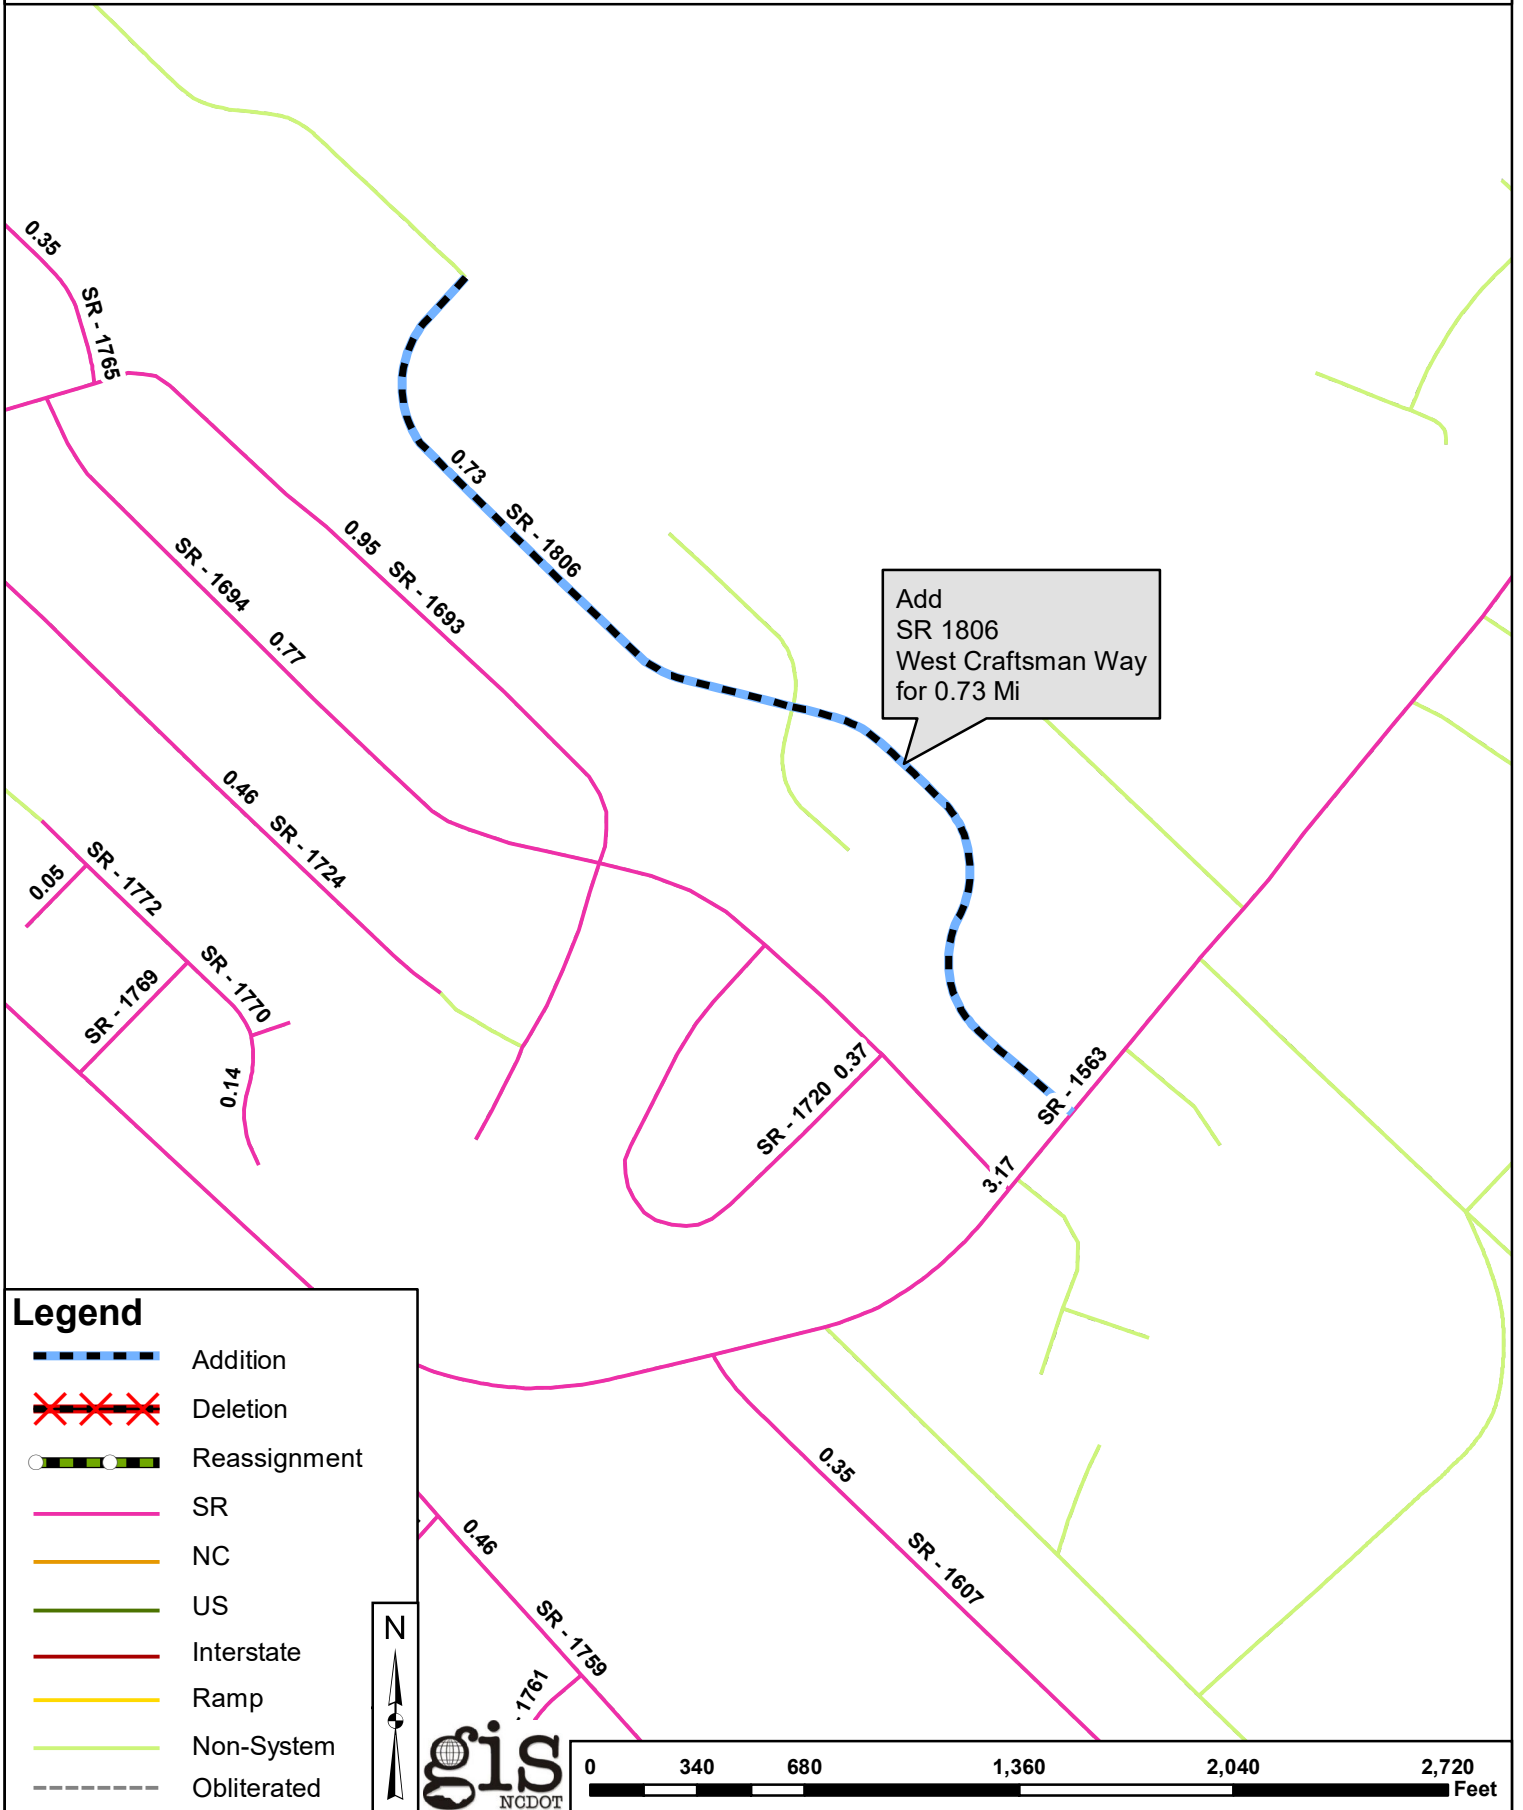 0.35
SR - 1765
0.73
SR - 1806
0.95 SR - 1693
SR - 1694
0.77
Add
SR 1806
West Craftsman Way
for 0.73 Mi
0.46
SR - 1724
SR - 1772
0.05
SR - 1770
SR - 1769
0.14
SR - 1720 0.37
SR - 1563
3.17
0.35
SR - 1607
0.46
SR - 1759
- 1761
Legend
Addition
Deletion
Reassignment
SR
NC
US
Interstate
Ramp
Non-System
Obliterated
N
gis
NCDOT
0 340 680 1,360 2,040 2,720
Feet